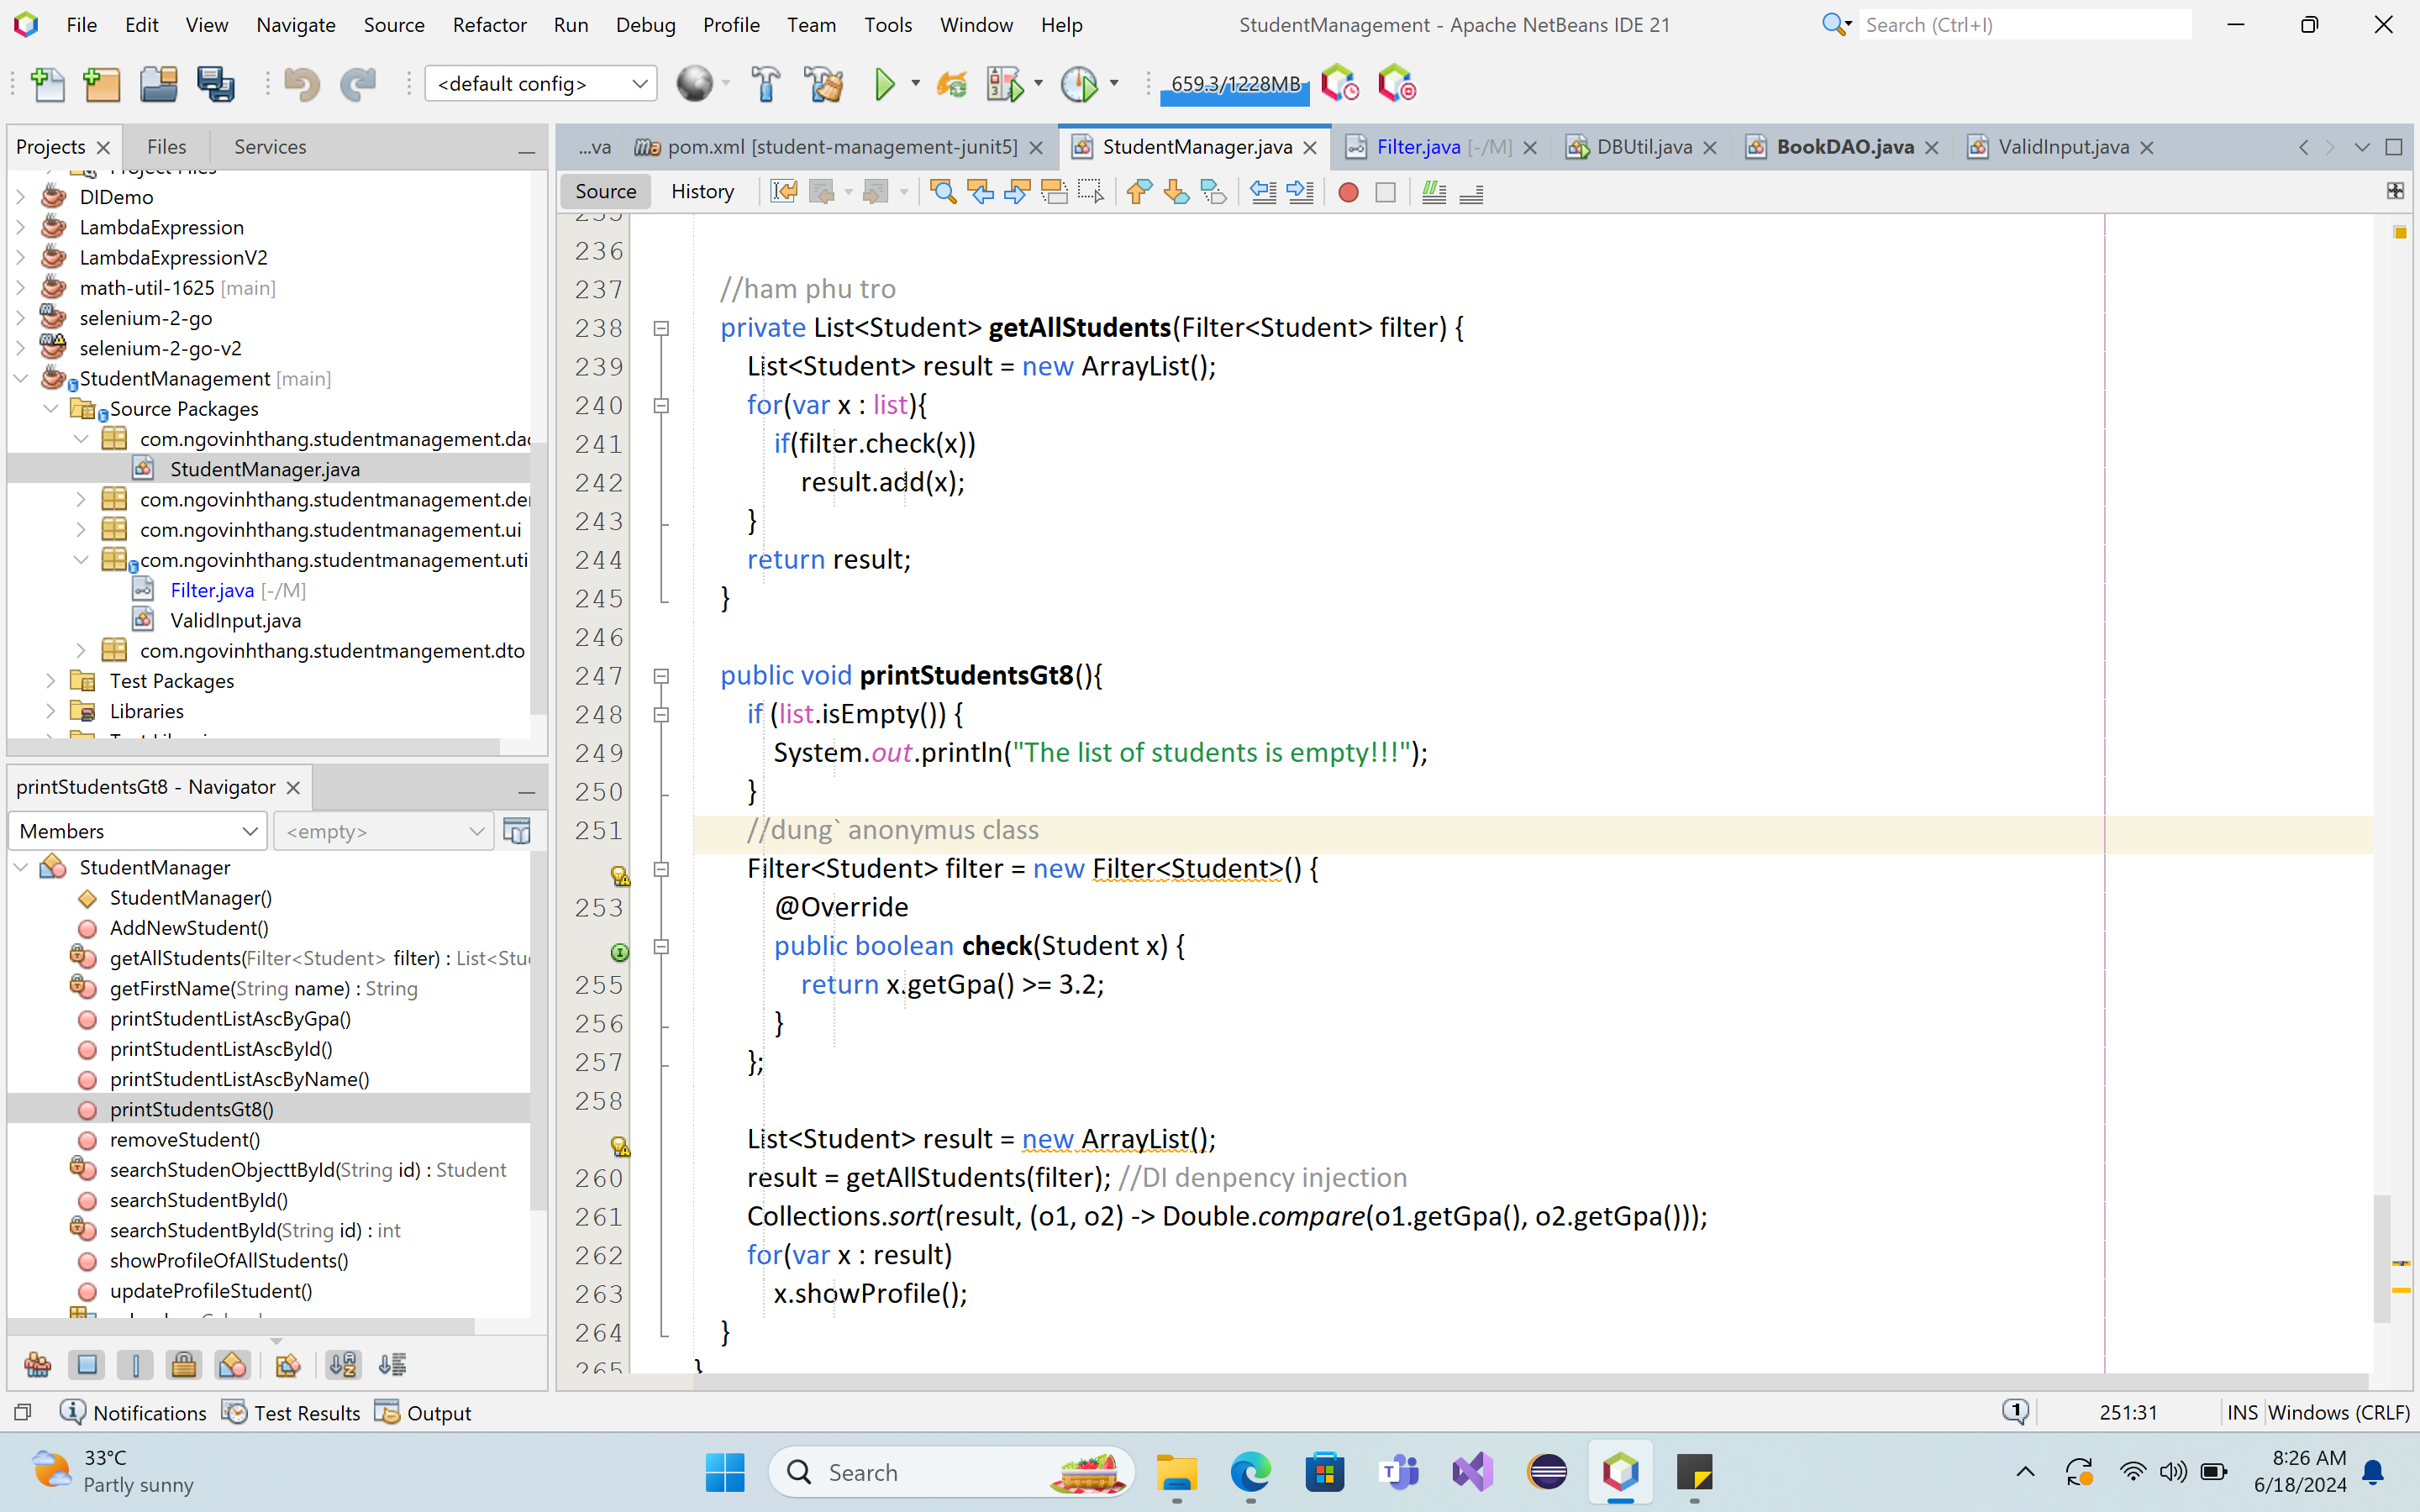 File Edit View Navigate Source Refactor Run Debug Profile Team Tools Window Help
StudentManagement - Apache NetBeans IDE 21
Search (Ctrl+I)
<default config>
659.3/1228MB
Projects
Files
Services
DIDemo
LambdaExpression
LambdaExpressionV2
math-util-1625 [main]
selenium-2-go
selenium-2-go-v2
StudentManagement [main]
Source Packages
com.ngovinhthang.studentmanagement.dao
StudentManager.java
com.ngovinhthang.studentmanagement.de
com.ngovinhthang.studentmanagement.ui
com.ngovinhthang.studentmanagement.uti
Filter.java [-/M]
ValidInput.java
com.ngovinhthang.studentmangement.dto
Test Packages
Libraries
printStudentsGt8 - Navigator
Members
<empty>
StudentManager
StudentManager()
AddNewStudent()
getAllStudents(Filter<Student> filter) : List<Stu
getFirstName(String name) : String
printStudentListAscByGpa()
printStudentListAscById()
printStudentListAscByName()
printStudentsGt8()
removeStudent()
searchStudenObjecttById(String id) : Student
searchStudentById()
searchStudentById(String id) : int
showProfileOfAllStudents()
updateProfileStudent()
...va
pom.xml [student-management-junit5]
StudentManager.java
Filter.java [-/M]
DBUtil.java
BookDAO.java
ValidInput.java
Source
History
236
237 //ham phu tro
238 private List<Student> getAllStudents(Filter<Student> filter) {
239 List<Student> result = new ArrayList();
240 for(var x : list){
241 if(filter.check(x))
242 result.add(x);
243 }
244 return result;
245 }
246
247 public void printStudentsGt8(){
248 if (list.isEmpty()) {
249 System.out.println("The list of students is empty!!!");
250 }
251 //dung` anonymus class
Filter<Student> filter = new Filter<Student>() {
253 @Override
public boolean check(Student x) {
255 return x.getGpa() >= 3.2;
256 }
257 };
258
List<Student> result = new ArrayList();
260 result = getAllStudents(filter); //DI denpency injection
261 Collections.sort(result, (o1, o2) -> Double.compare(o1.getGpa(), o2.getGpa()));
262 for(var x : result)
263 x.showProfile();
264 }
265 }
Notifications
Test Results
Output
1
251:31
INS
Windows (CRLF)
33°C
Partly sunny
Search
8:26 AM
6/18/2024